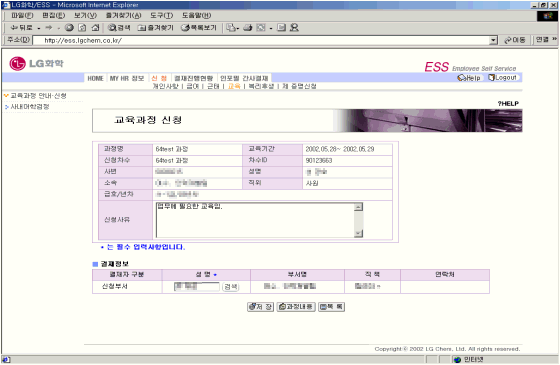 LG화학/ESS - Microsoft Internet Explorer
파일(F) 편집(E) 보기(V) 즐겨찾기(A) 도구(T) 도움말(H)
뒤로 검색 즐겨찾기 목록보기
주소(D) http://ess.lgchem.co.kr/ 이동 연결 »
LG화학
ESS Employee Self Service
HOME | MY HR 정보 | 신 청 | 결재진행현황 | 인포멀 간사결재
Help Logout
개인사항 | 급여 | 근태 | 교육 | 복리후생 | 제 증명신청
교육과정 안내·신청
사내어학검정
?HELP
교육과정 신청
과정명 64test 과정 교육기간 2002.05.28~ 2002.05.29
신청차수 64test 과정 차수ID 90123663
사번 성명
소속 직위 사원
급호/년차
신청사유 업무에 필요한 교육임.
* 는 필수 입력사항입니다.
결재정보
결재자 구분 성 명 * 부서명 직 책 연락처
신청부서 검색
저 장 과정내용 목 록
Copyright© 2002 LG Chem, Ltd. All rights reserved.
인터넷